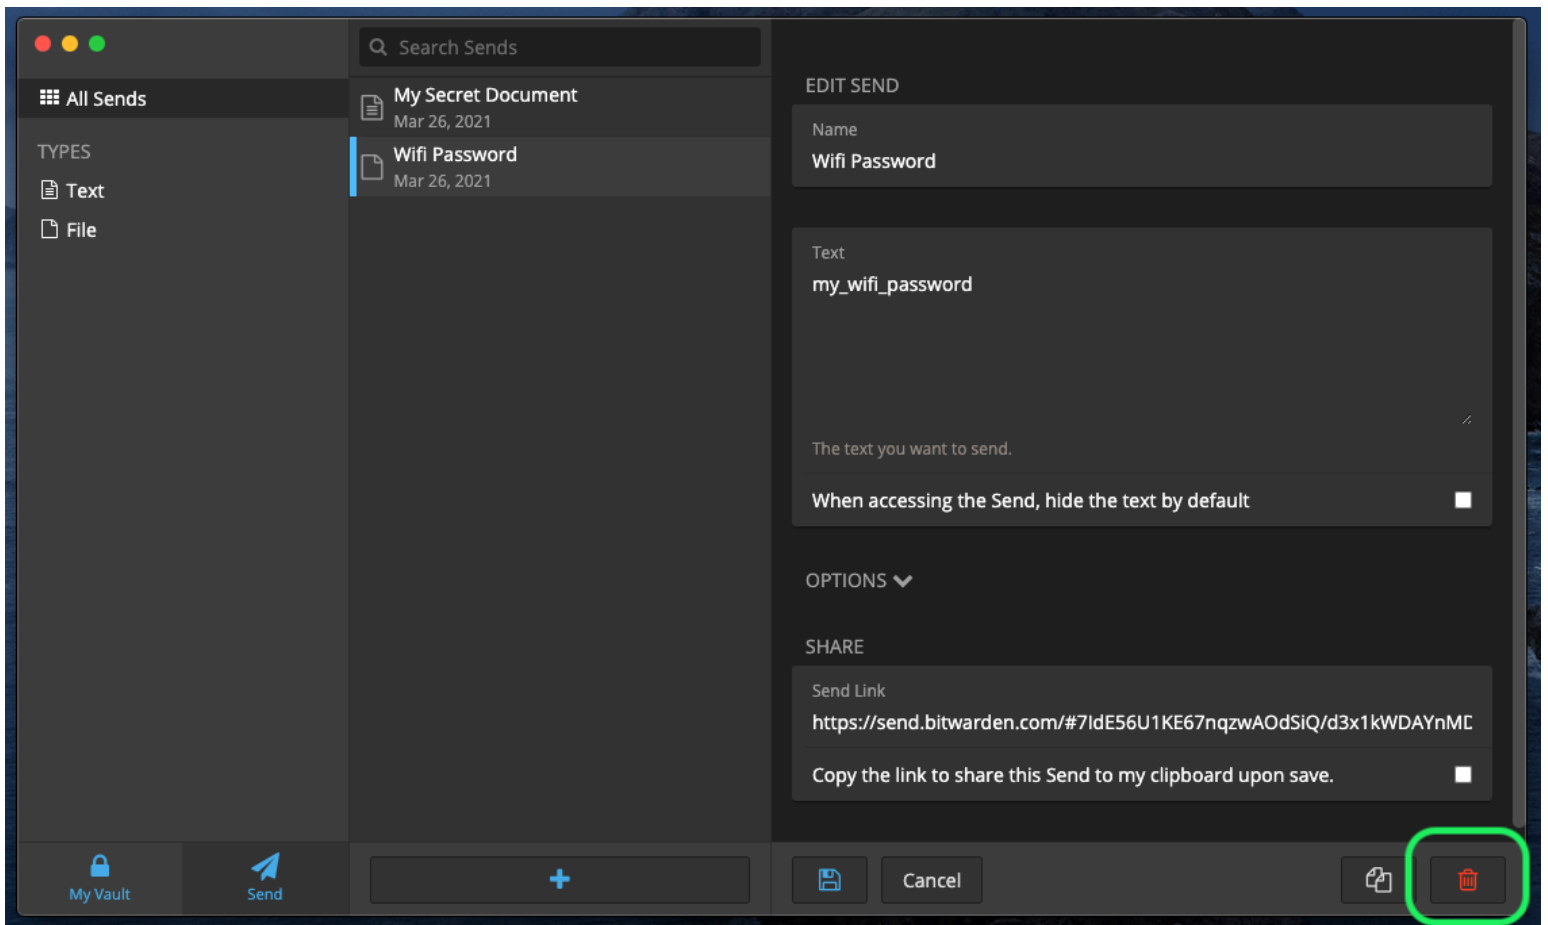 Search Sends
All Sends
TYPES
Text
File
My Secret Document
Mar 26, 2021
Wifi Password
Mar 26, 2021
EDIT SEND
Name
Wifi Password
Text
my_wifi_password
The text you want to send.
When accessing the Send, hide the text by default
OPTIONS
SHARE
Send Link
https://send.bitwarden.com/#7IdE56U1KE67nqzwAOdSiQ/d3x1kWDAYnMD
Copy the link to share this Send to my clipboard upon save.
My Vault
Send
Cancel